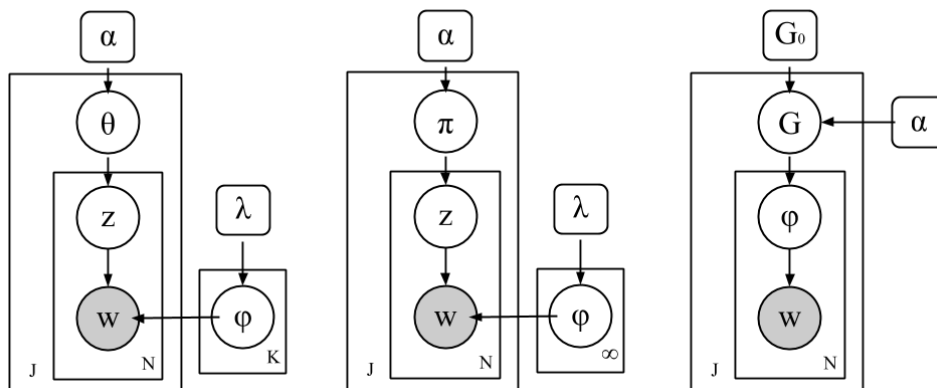 α α G₀
θ π G α
z λ z λ φ
w φ w φ w
J N K J N ∞ J N